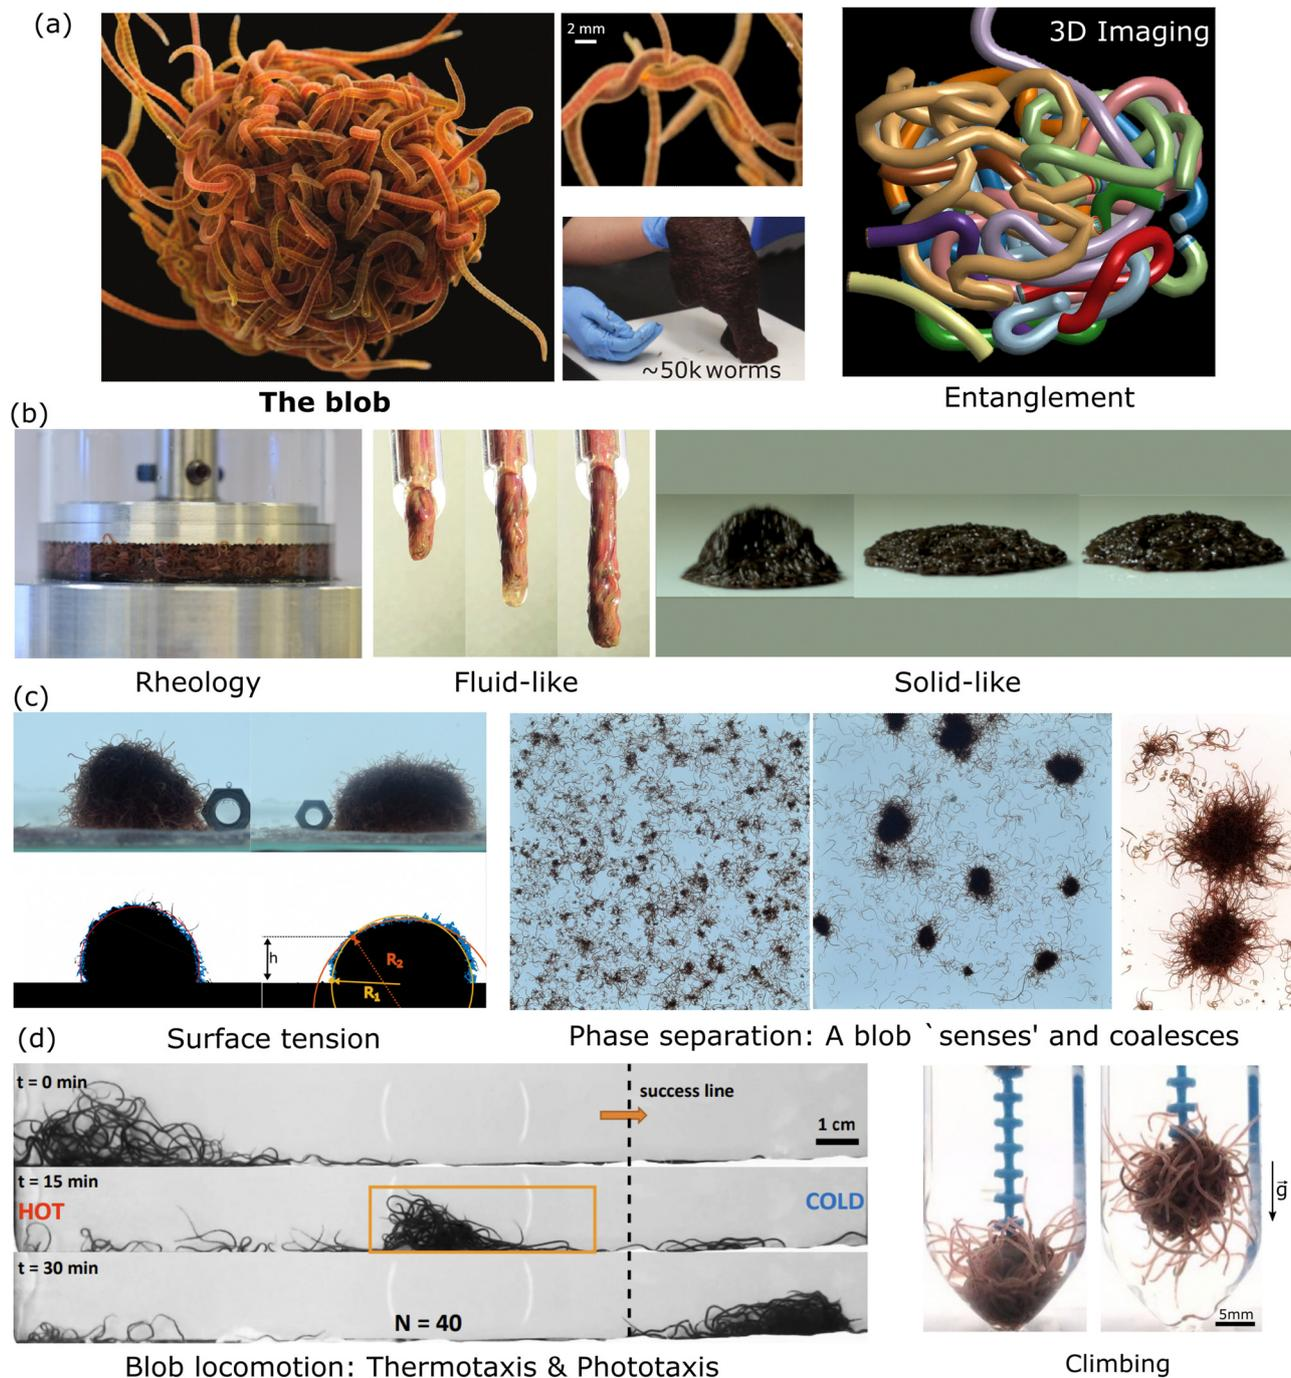 (a)
2 mm
3D Imaging
~50k worms
The blob
Entanglement
(b)
Rheology
Fluid-like
Solid-like
(c)
h
R₂
R₁
Surface tension
Phase separation: A blob `senses' and coalesces
(d)
t = 0 min
success line
1 cm
t = 15 min
HOT
COLD
t = 30 min
N = 40
g⃗
5mm
Blob locomotion: Thermotaxis & Phototaxis
Climbing